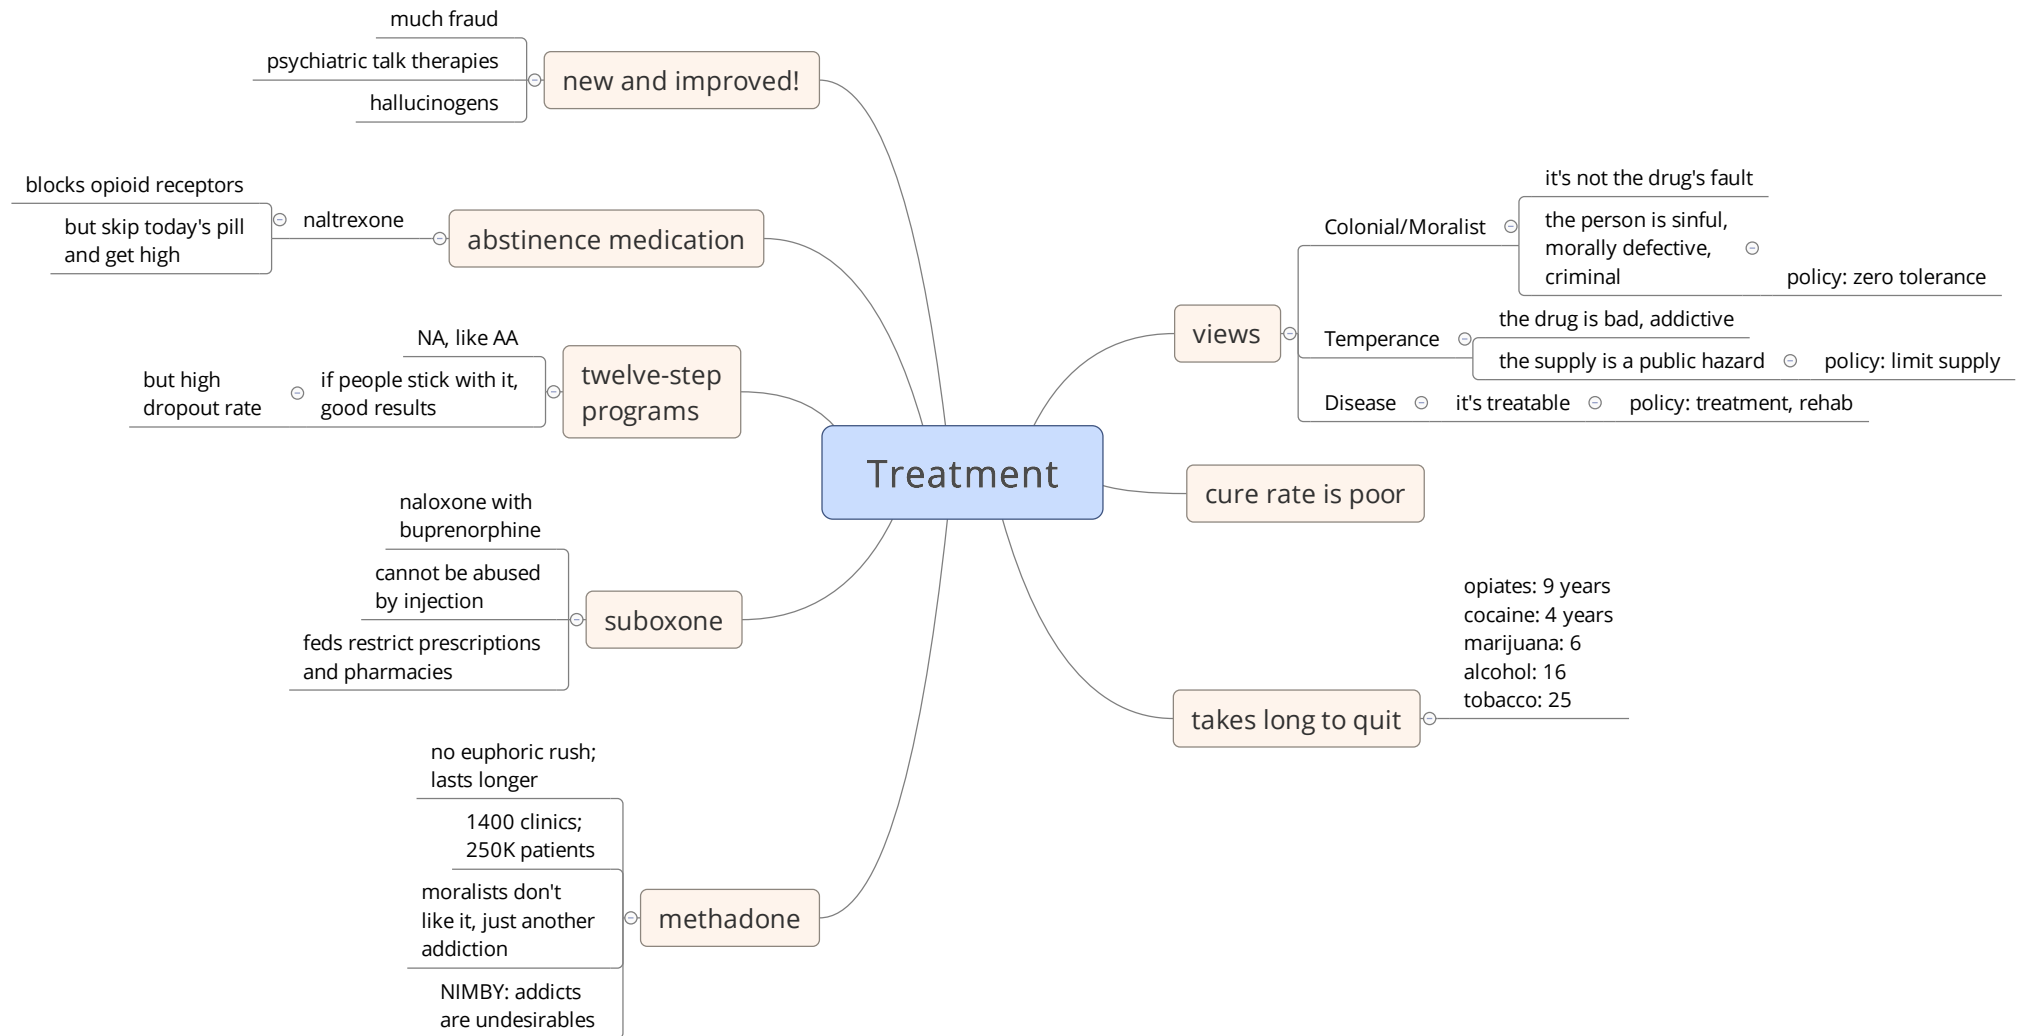 Treatment
new and improved!
much fraud
psychiatric talk therapies
hallucinogens
abstinence medication
naltrexone
blocks opioid receptors
but skip today's pill
and get high
twelve-step
programs
NA, like AA
if people stick with it,
good results
but high
dropout rate
suboxone
naloxone with
buprenorphine
cannot be abused
by injection
feds restrict prescriptions
and pharmacies
methadone
no euphoric rush;
lasts longer
1400 clinics;
250K patients
moralists don't
like it, just another
addiction
NIMBY: addicts
are undesirables
views
Colonial/Moralist
it's not the drug's fault
the person is sinful,
morally defective,
criminal
policy: zero tolerance
Temperance
the drug is bad, addictive
the supply is a public hazard
policy: limit supply
Disease
it's treatable
policy: treatment, rehab
cure rate is poor
takes long to quit
opiates: 9 years
cocaine: 4 years
marijuana: 6
alcohol: 16
tobacco: 25